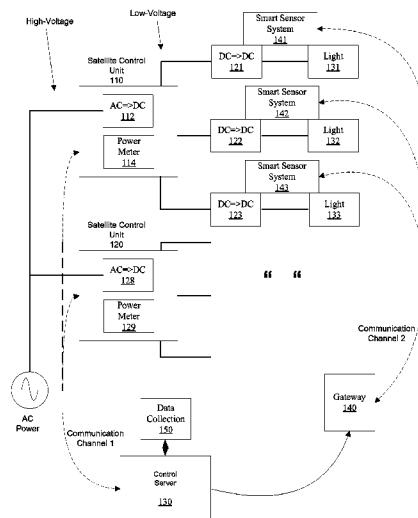 Low-Voltage
High-Voltage
Smart Sensor
System
141
DC=>DC
121
Light
131
Satellite Control
Unit
110
AC=>DC
112
Power
Meter
114
Smart Sensor
System
142
DC=>DC
122
Light
132
Smart Sensor
System
143
DC=>DC
123
Light
133
Satellite Control
Unit
120
AC=>DC
128
Power
Meter
129
“ “
Communication
Channel 2
AC
Power
Gateway
140
Data
Collection
150
Communication
Channel 1
Control
Server
130